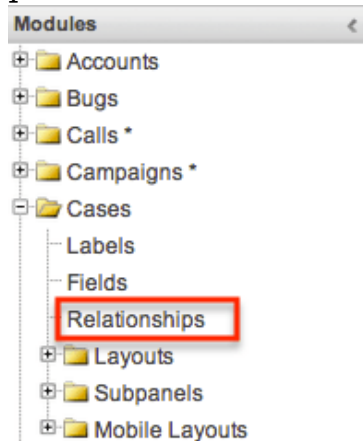 Modules <
Accounts
Bugs
Calls *
Campaigns *
Cases
Labels
Fields
Relationships
Layouts
Subpanels
Mobile Layouts